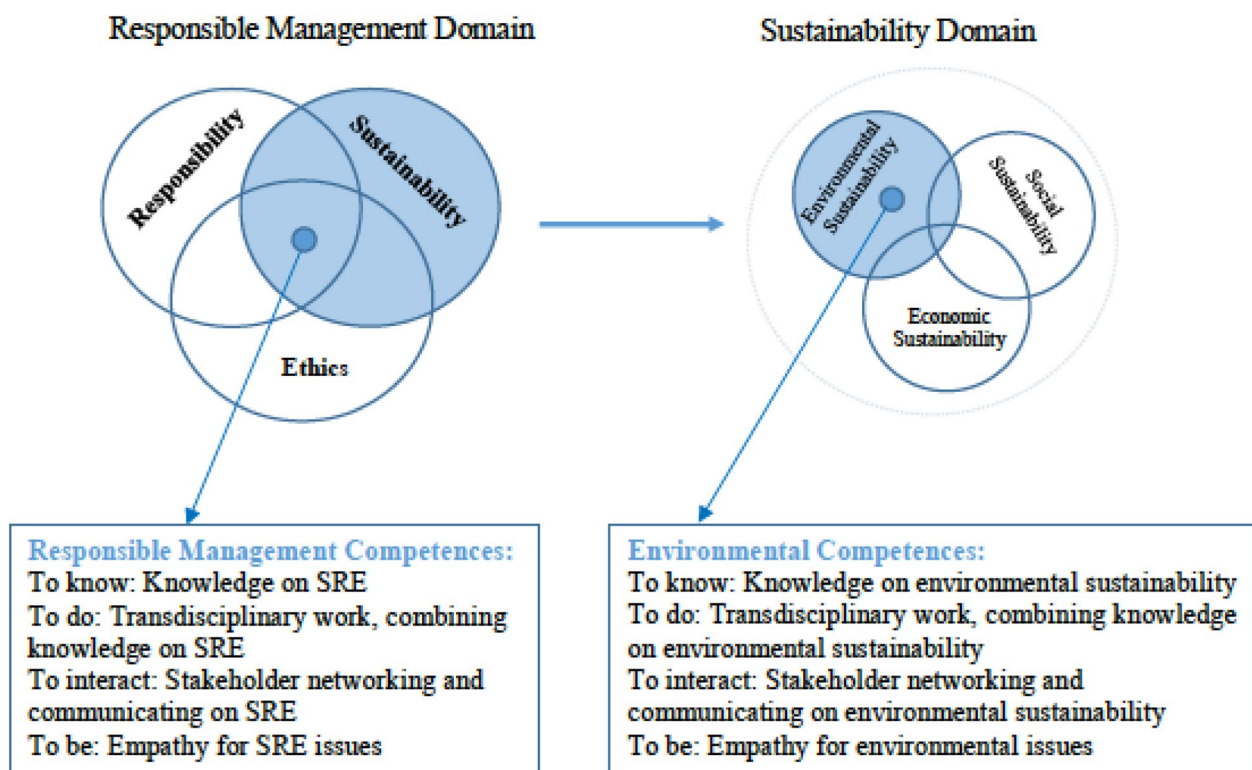 Responsible Management Domain
Sustainability Domain
Responsibility
Sustainability
Ethics
Environmental
Sustainability
Social
Sustainability
Economic
Sustainability
Responsible Management Competences:
To know: Knowledge on SRE
To do: Transdisciplinary work, combining
knowledge on SRE
To interact: Stakeholder networking and
communicating on SRE
To be: Empathy for SRE issues
Environmental Competences:
To know: Knowledge on environmental sustainability
To do: Transdisciplinary work, combining knowledge
on environmental sustainability
To interact: Stakeholder networking and
communicating on environmental sustainability
To be: Empathy for environmental issues